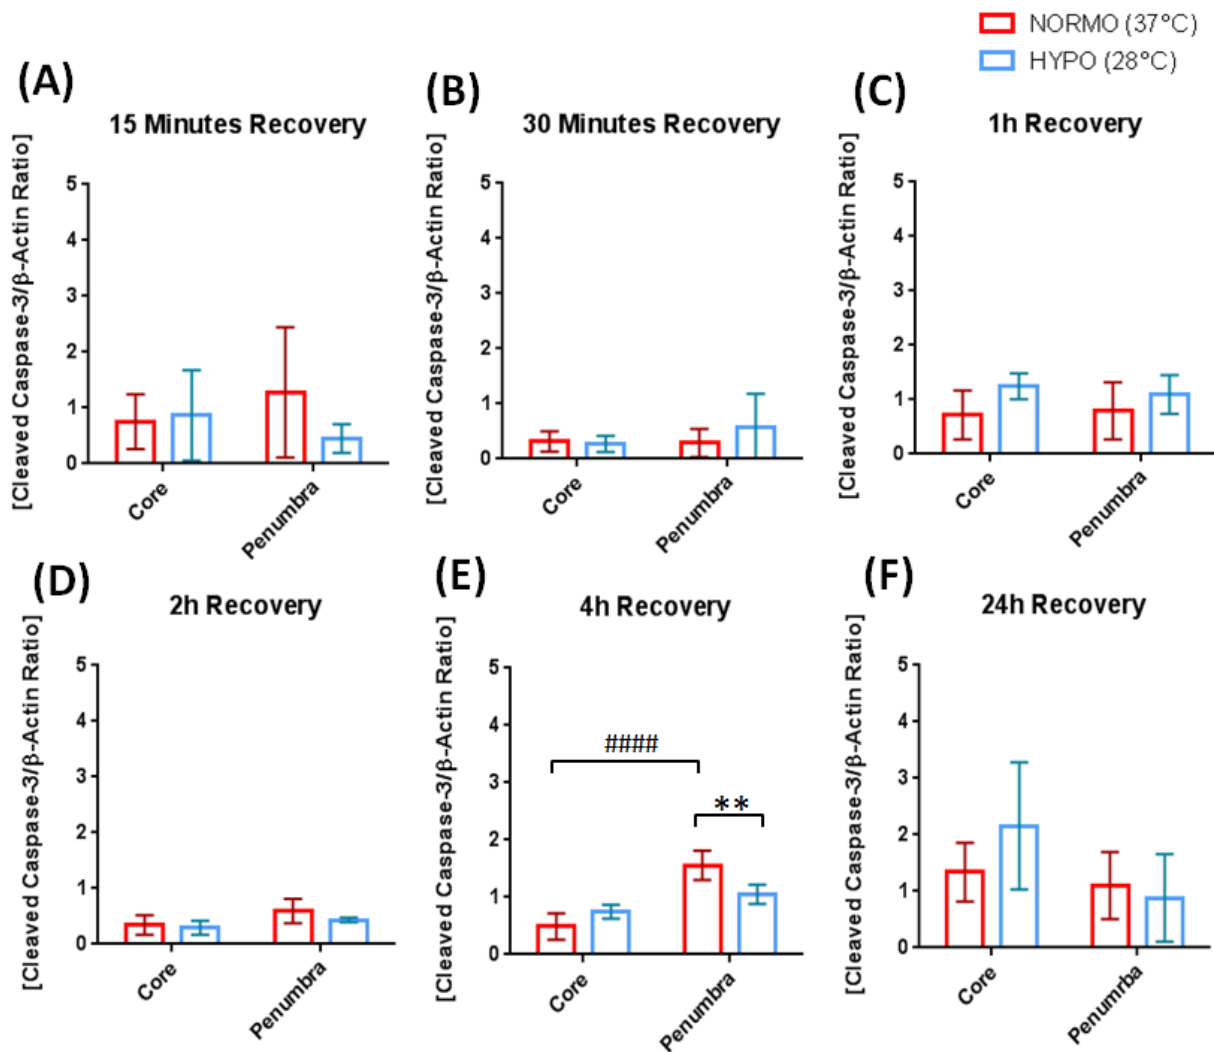 NORMO (37°C)
HYPO (28°C)
(A)
15 Minutes Recovery
[Cleaved Caspase-3/β-Actin Ratio]
5
4
3
2
1
0
Core
Penumbra
(B)
30 Minutes Recovery
[Cleaved Caspase-3/β-Actin Ratio]
5
4
3
2
1
0
Core
Penumbra
(C)
1h Recovery
[Cleaved Caspase-3/β-Actin Ratio]
5
4
3
2
1
0
Core
Penumbra
(D)
2h Recovery
[Cleaved Caspase-3/β-Actin Ratio]
5
4
3
2
1
0
Core
Penumbra
(E)
4h Recovery
[Cleaved Caspase-3/β-Actin Ratio]
5
4
3
2
1
0
####
**
Core
Penumbra
(F)
24h Recovery
[Cleaved Caspase-3/β-Actin Ratio]
5
4
3
2
1
0
Core
Penumrba